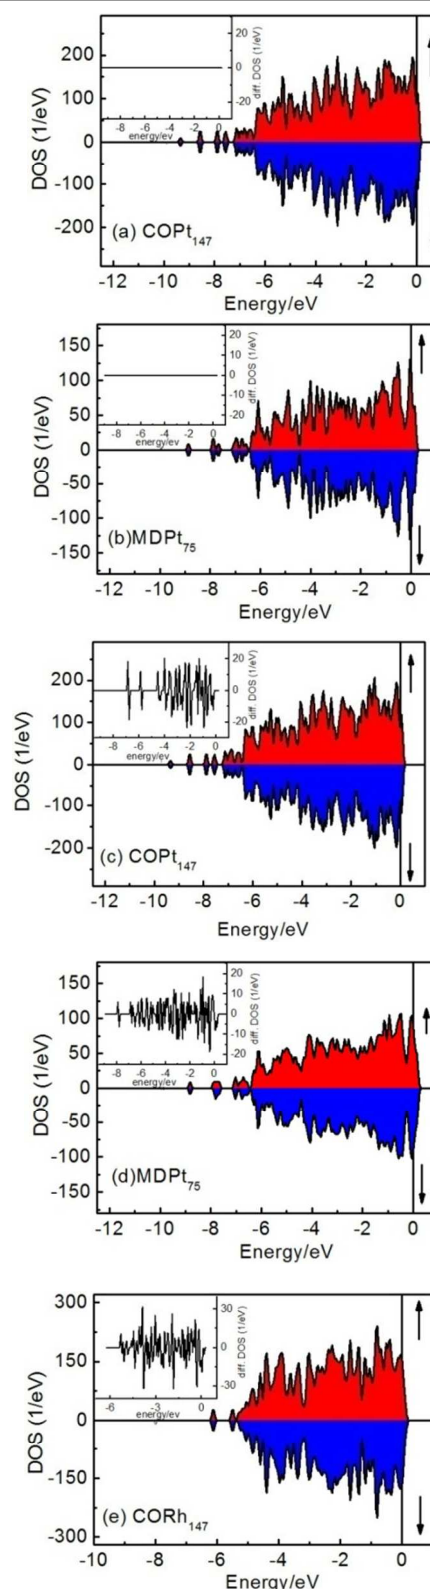 200
100
0
-100
-200
DOS (1/eV)
20
0
-20
diff. DOS (1/eV)
-8 -6 -4 -2 0
energy/ev
(a) COPt147
-12 -10 -8 -6 -4 -2 0
Energy/eV
150
100
50
0
-50
-100
-150
DOS (1/eV)
20
10
0
-10
-20
diff. DOS (1/eV)
-8 -6 -4 -2 0
energy/ev
(b)MDPt75
-12 -10 -8 -6 -4 -2 0
Energy/eV
200
100
0
-100
-200
DOS (1/eV)
20
0
-20
diff. DOS (1/eV)
-8 -6 -4 -2 0
energy/ev
(c) COPt147
-12 -10 -8 -6 -4 -2 0
Energy/eV
150
100
50
0
-50
-100
-150
DOS (1/eV)
20
10
0
-10
-20
diff. DOS (1/eV)
-8 -6 -4 -2 0
energy/ev
(d)MDPt75
-12 -10 -8 -6 -4 -2 0
Energy/eV
300
150
0
-150
-300
DOS (1/eV)
30
0
-30
diff. DOS (1/eV)
-6 -3 0
energy/ev
(e) CORh147
-10 -8 -6 -4 -2 0
Energy/eV